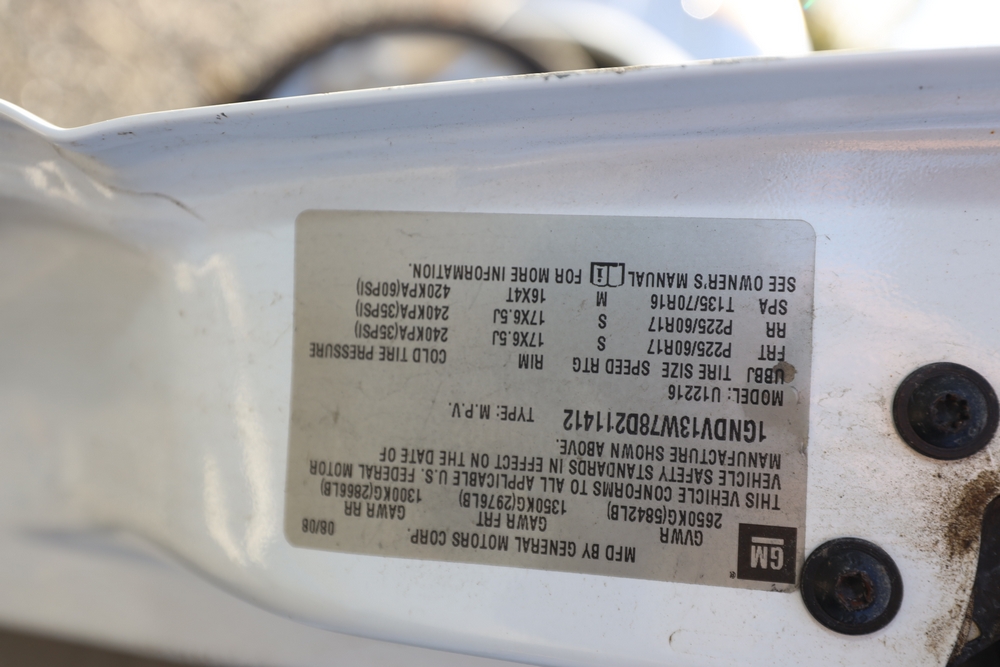 GM®
MFD BY GENERAL MOTORS CORP. 08/08
GVWR GAWR FRT GAWR RR
2650KG(5842LB) 1350KG(2976LB) 1300KG(2866LB)
THIS VEHICLE CONFORMS TO ALL APPLICABLE U.S. FEDERAL MOTOR
VEHICLE SAFETY STANDARDS IN EFFECT ON THE DATE OF
MANUFACTURE SHOWN ABOVE.
1GNDV13W78D211412 TYPE: M.P.V.
MODEL: U12216
UBBJ TIRE SIZE SPEED RTG RIM COLD TIRE PRESSURE
FRT P225/60R17 S 17X6.5J 240KPA(35PSI)
RR P225/60R17 S 17X6.5J 240KPA(35PSI)
SPA T135/70R16 M 16X4T 420KPA(60PSI)
SEE OWNER'S MANUAL i FOR MORE INFORMATION.